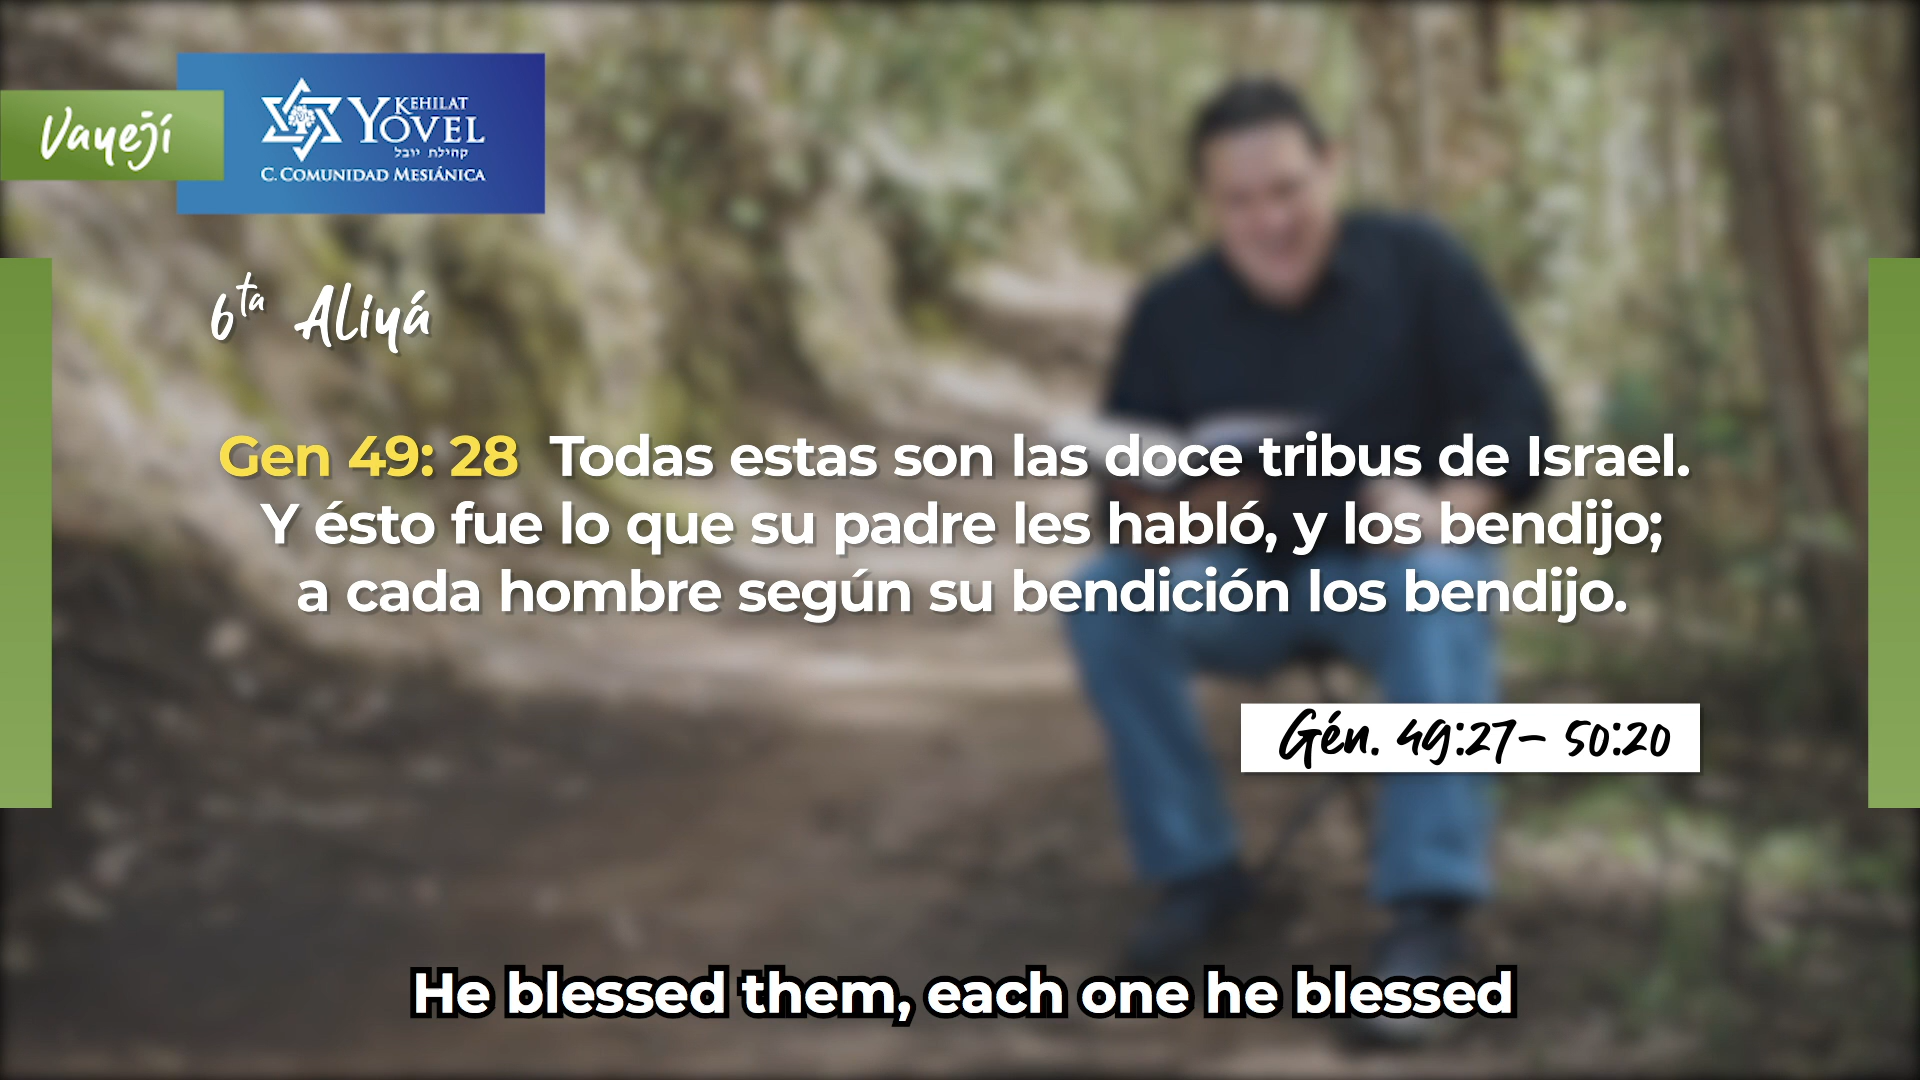 Vayejí
KEHILAT
YOVEL
קהילת יובל
C. COMUNIDAD MESIÁNICA
6ta ALiyá
Gen 49: 28 Todas estas son las doce tribus de Israel.
Y ésto fue lo que su padre les habló, y los bendijo;
a cada hombre según su bendición los bendijo.
Gén. 49:27– 50:20
He blessed them, each one he blessed